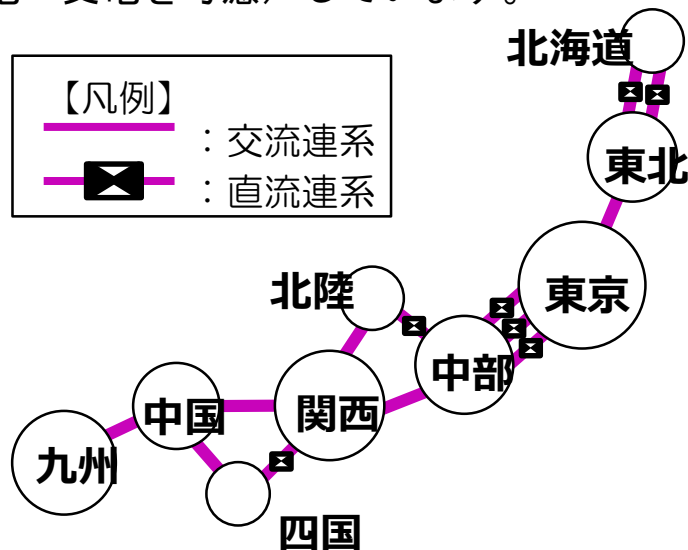 北海道
【凡例】
：交流連系
：直流連系
東北
東京
北陸
中部
関西
中国
九州
四国